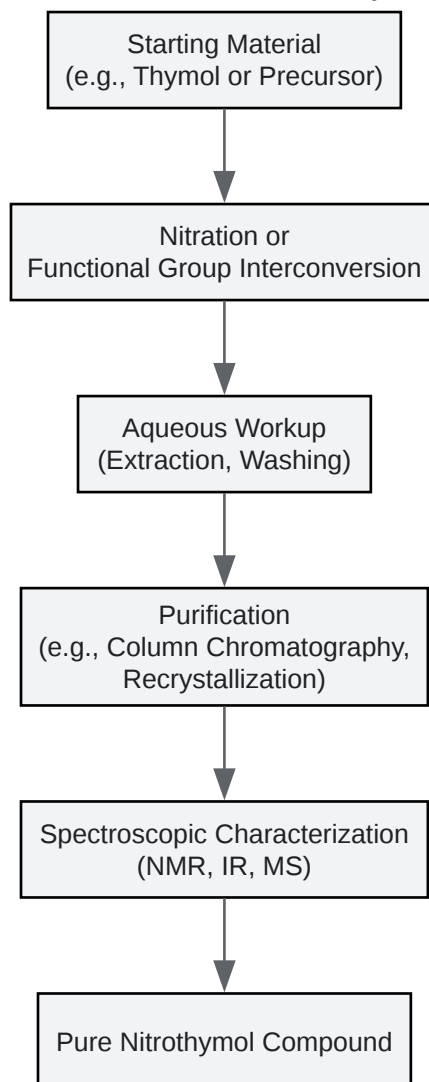 Starting Material
(e.g., Thymol or Precursor)
Nitration or
Functional Group Interconversion
Aqueous Workup
(Extraction, Washing)
Purification
(e.g., Column Chromatography,
Recrystallization)
Spectroscopic Characterization
(NMR, IR, MS)
Pure Nitrothymol Compound